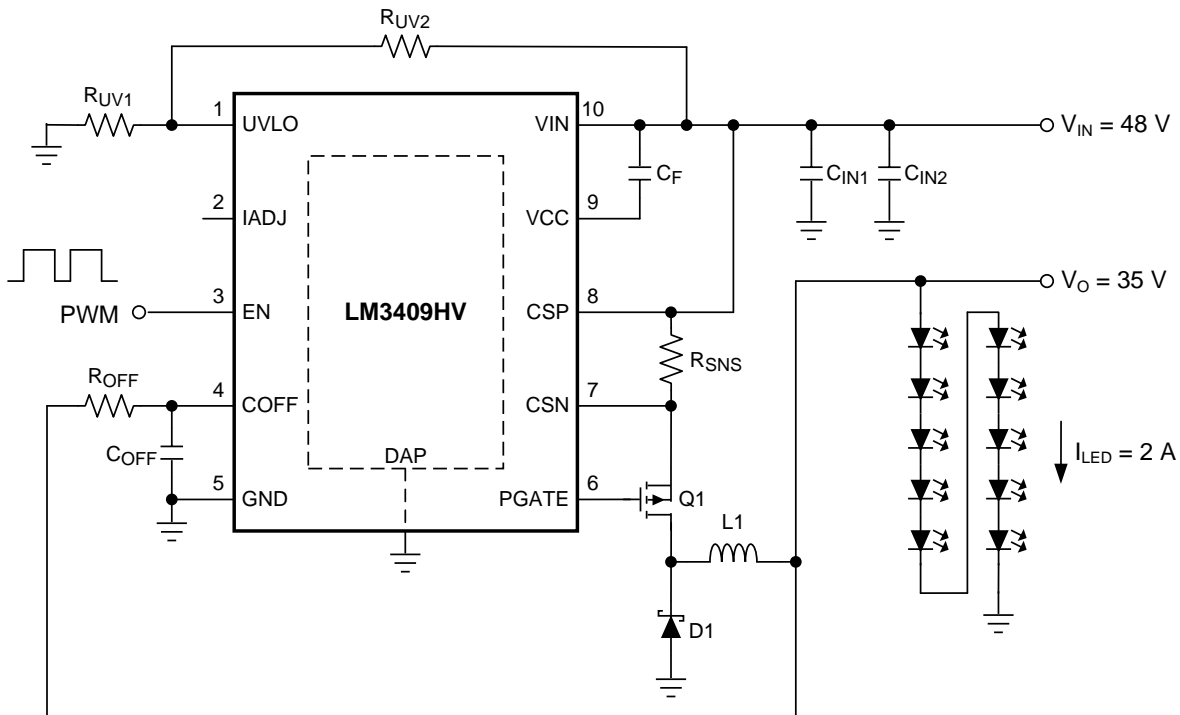 RUV2
RUV1
1
UVLO
VIN
10
VIN = 48 V
CF
CIN1
CIN2
2
IADJ
VCC
9
PWM
3
EN
LM3409HV
CSP
8
VO = 35 V
RSNS
ROFF
4
COFF
CSN
7
COFF
DAP
ILED = 2 A
5
GND
PGATE
6
Q1
L1
D1